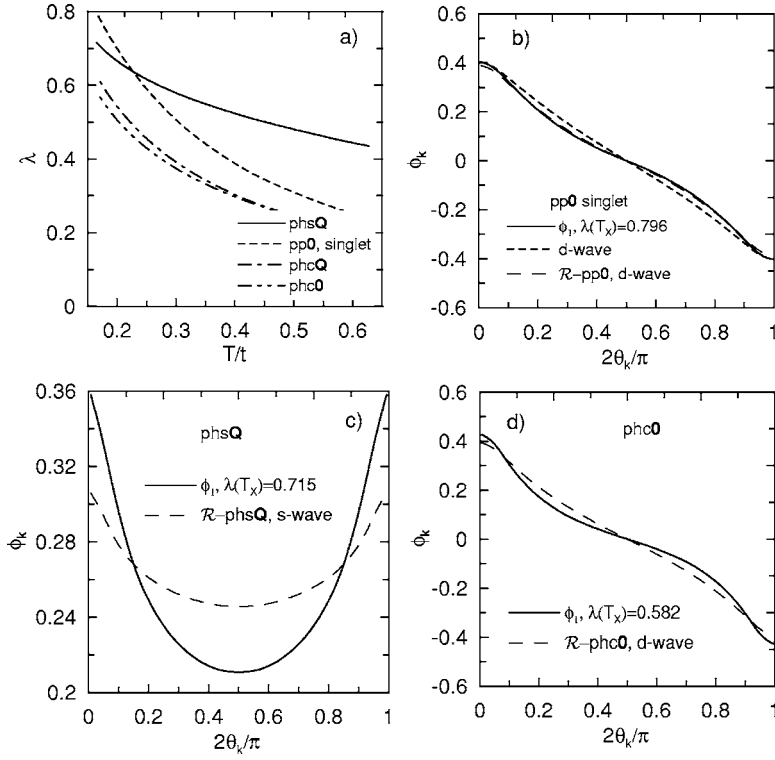 0.8
0.6
0.4
0.2
0
λ
a)
phsQ
pp0, singlet
phcQ
phc0
0.2 0.3 0.4 0.5 0.6
T/t
b)
0.6
0.4
0.2
0
-0.2
-0.4
-0.6
ϕk
pp0 singlet
ϕ1, λ(TX)=0.796
d-wave
R-pp0, d-wave
0 0.2 0.4 0.6 0.8 1
2θk/π
c)
0.36
0.32
0.28
0.24
0.2
ϕk
phsQ
ϕ1, λ(TX)=0.715
R-phsQ, s-wave
0 0.2 0.4 0.6 0.8 1
2θk/π
d)
0.6
0.4
0.2
0
-0.2
-0.4
-0.6
ϕk
phc0
ϕ1, λ(TX)=0.582
R-phc0, d-wave
0 0.2 0.4 0.6 0.8 1
2θk/π